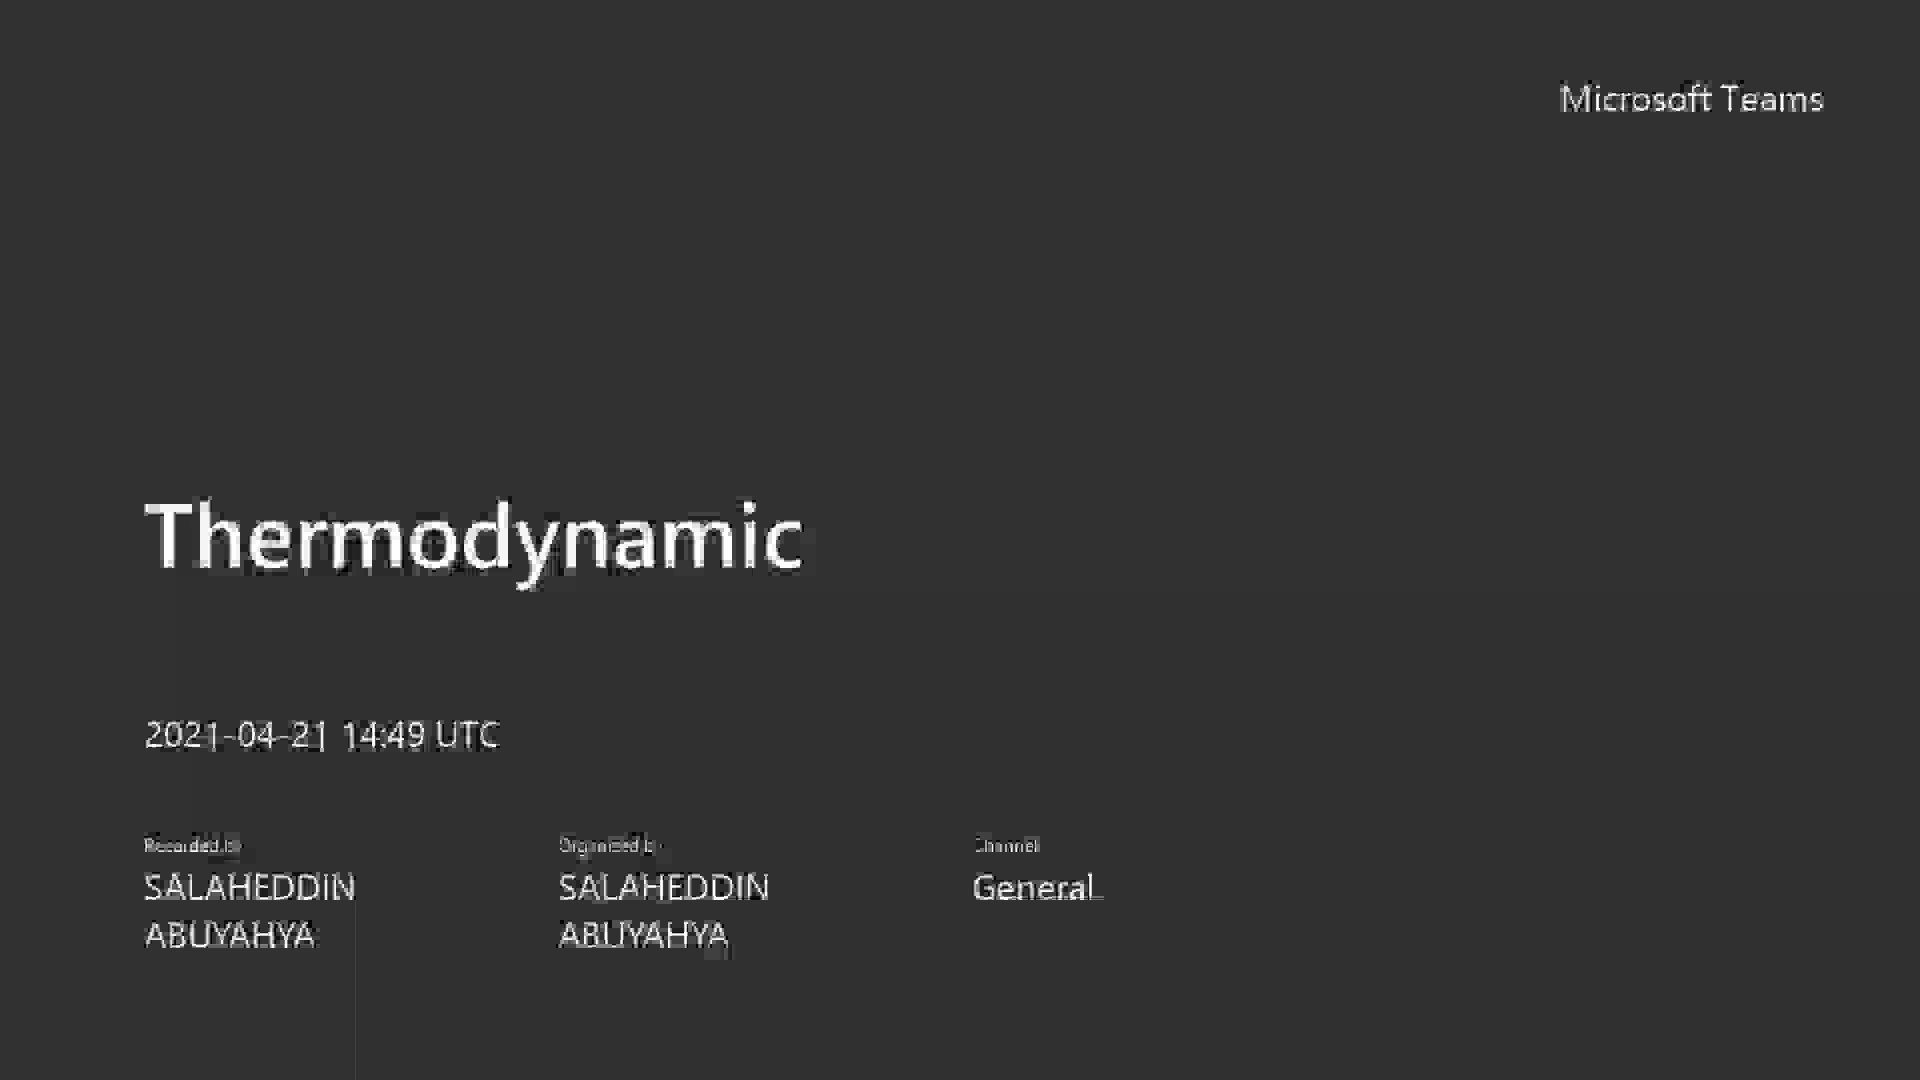 Microsoft Teams
Thermodynamic
2021-04-21 14:49 UTC
Recorded by
Organized by
Channel
SALAHEDDIN
SALAHEDDIN
General
ABUYAHYA
ABUYAHYA